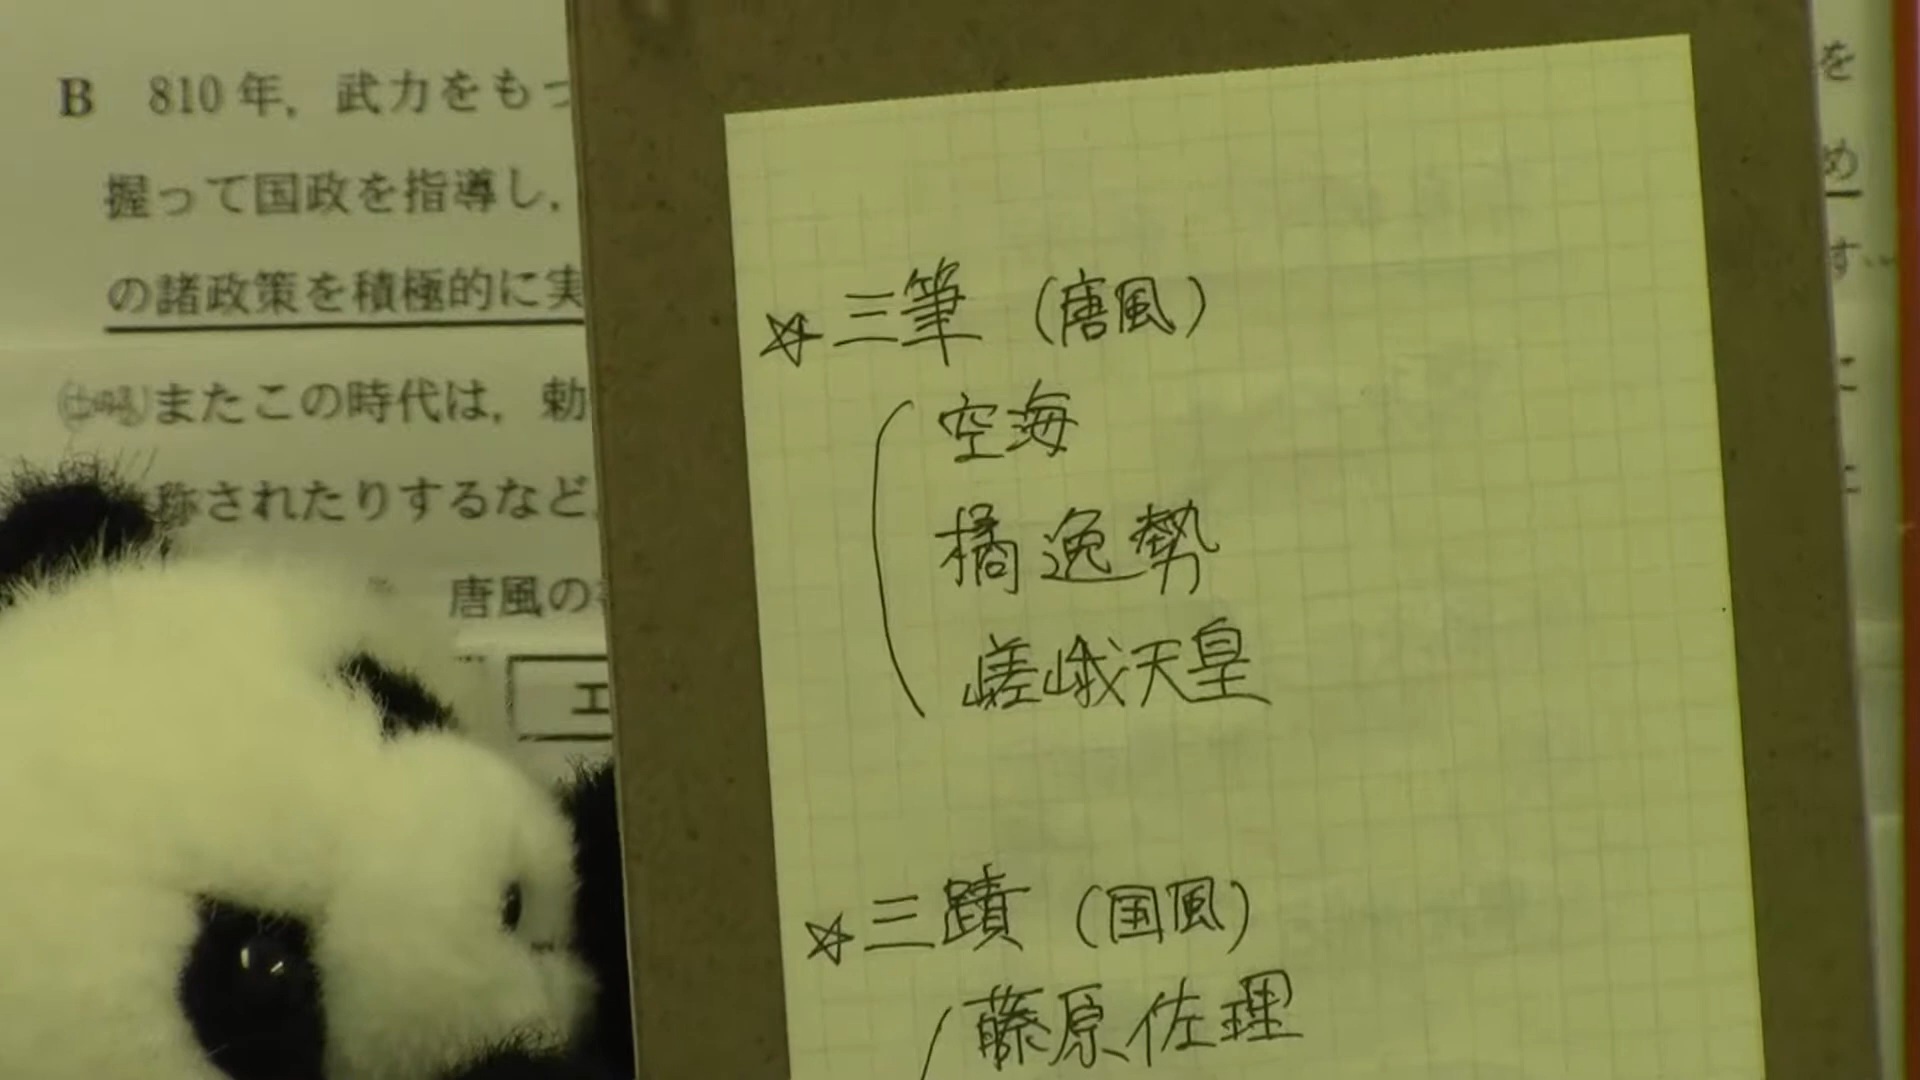 B 810年，武力をもっ
握って国政を指導し，
の諸政策を積極的に実
またこの時代は，勅
称されたりするなど，
唐風の
エ
を
め
す
に
☆三筆（唐風）
空海
橘逸勢
嵯峨天皇
☆三蹟（国風）
藤原佐理